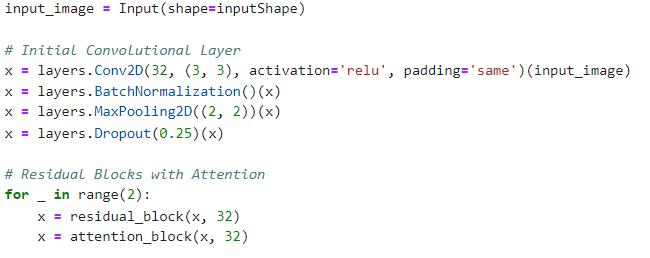 input_image = Input(shape=inputShape)
# Initial Convolutional Layer
x = layers.Conv2D(32, (3, 3), activation='relu', padding='same')(input_image)
x = layers.BatchNormalization()(x)
x = layers.MaxPooling2D((2, 2))(x)
x = layers.Dropout(0.25)(x)
# Residual Blocks with Attention
for _ in range(2):
    x = residual_block(x, 32)
    x = attention_block(x, 32)